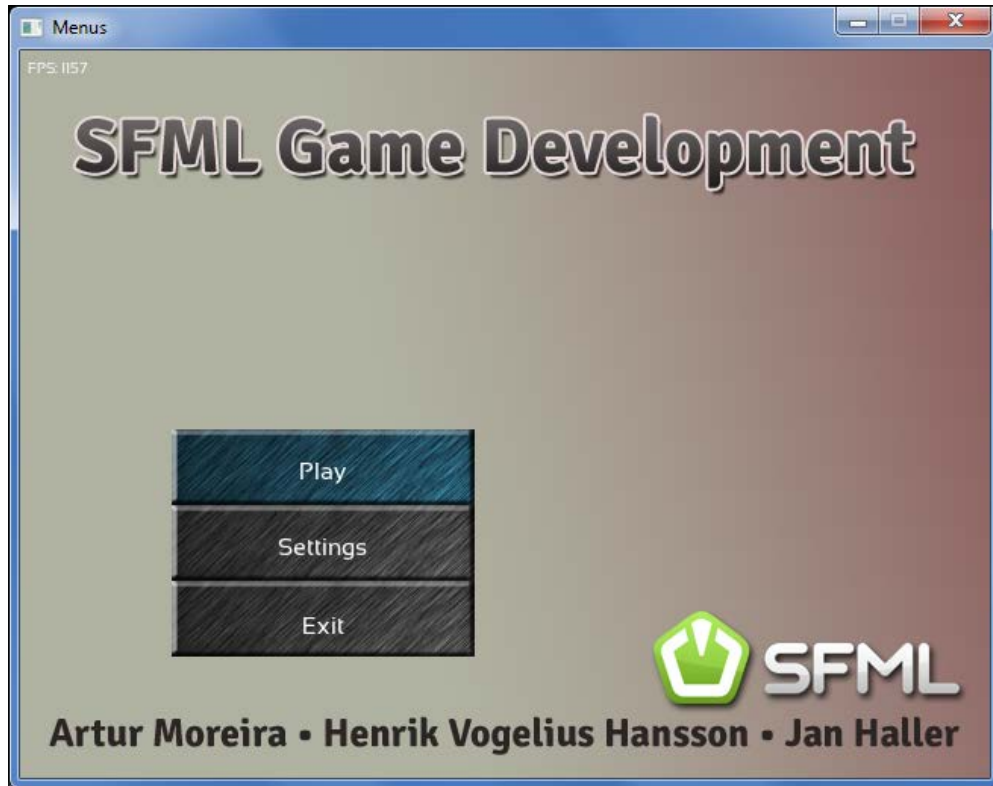 Menus
FPS: 1157
SFML Game Development
Play
Settings
Exit
SFML
Artur Moreira • Henrik Vogelius Hansson • Jan Haller